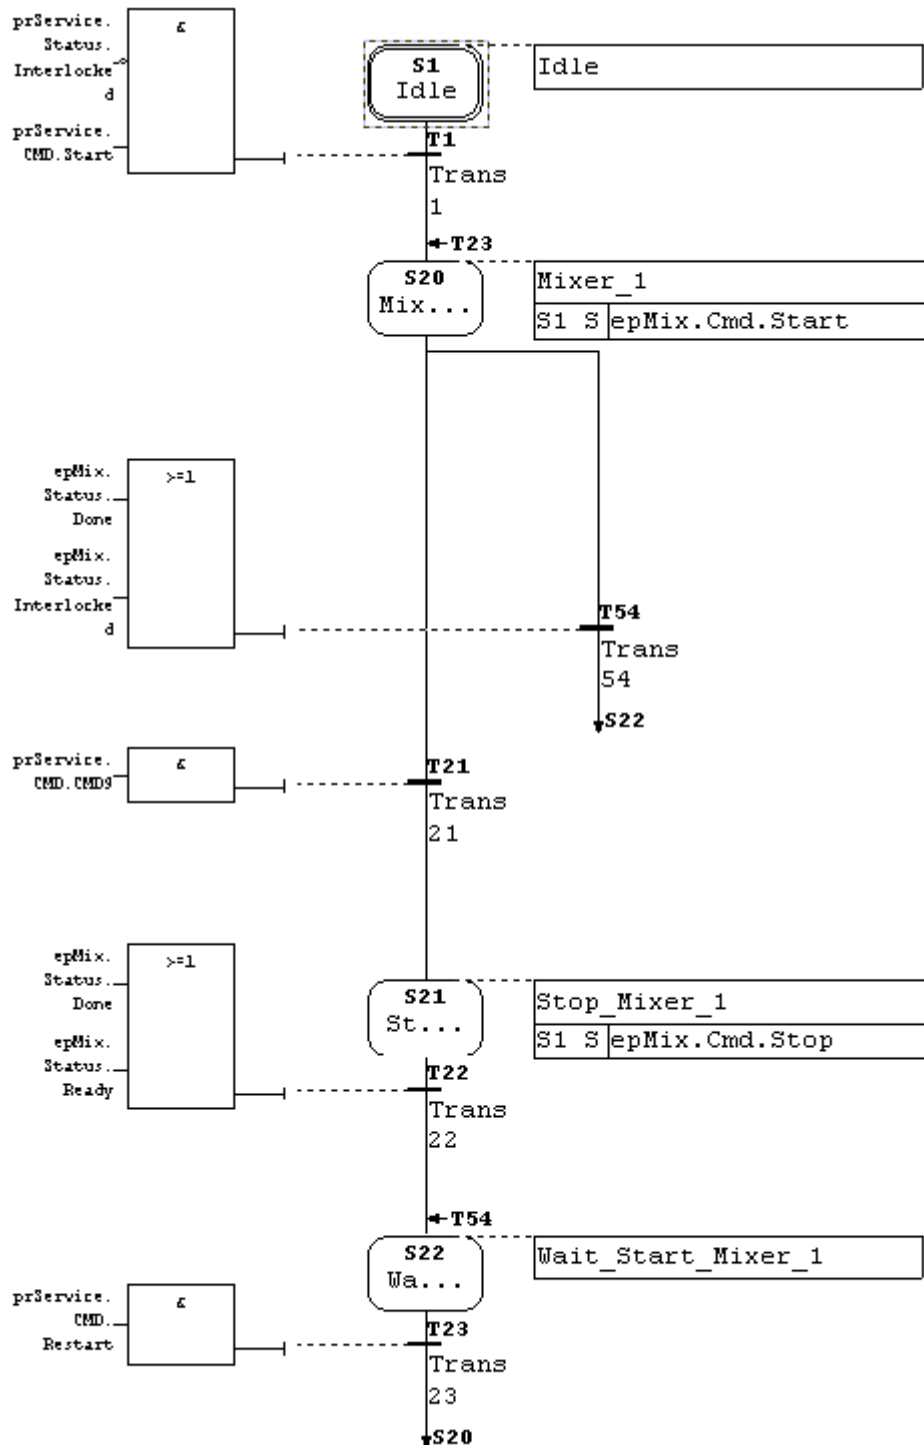 prService.
Status.
Interlocke
d
prService.
CMD.Start
&
S1
Idle
Idle
T1
Trans
1
T23
S20
Mix...
Mixer_1
S1 S epMix.Cmd.Start
epMix.
Status.
Done
epMix.
Status.
Interlocke
d
>=1
T54
Trans
54
S22
prService.
CMD.CMD9
&
T21
Trans
21
epMix.
Status.
Done
epMix.
Status.
Ready
>=1
S21
St...
Stop_Mixer_1
S1 S epMix.Cmd.Stop
T22
Trans
22
T54
S22
Wa...
Wait_Start_Mixer_1
prService.
CMD.
Restart
&
T23
Trans
23
S20